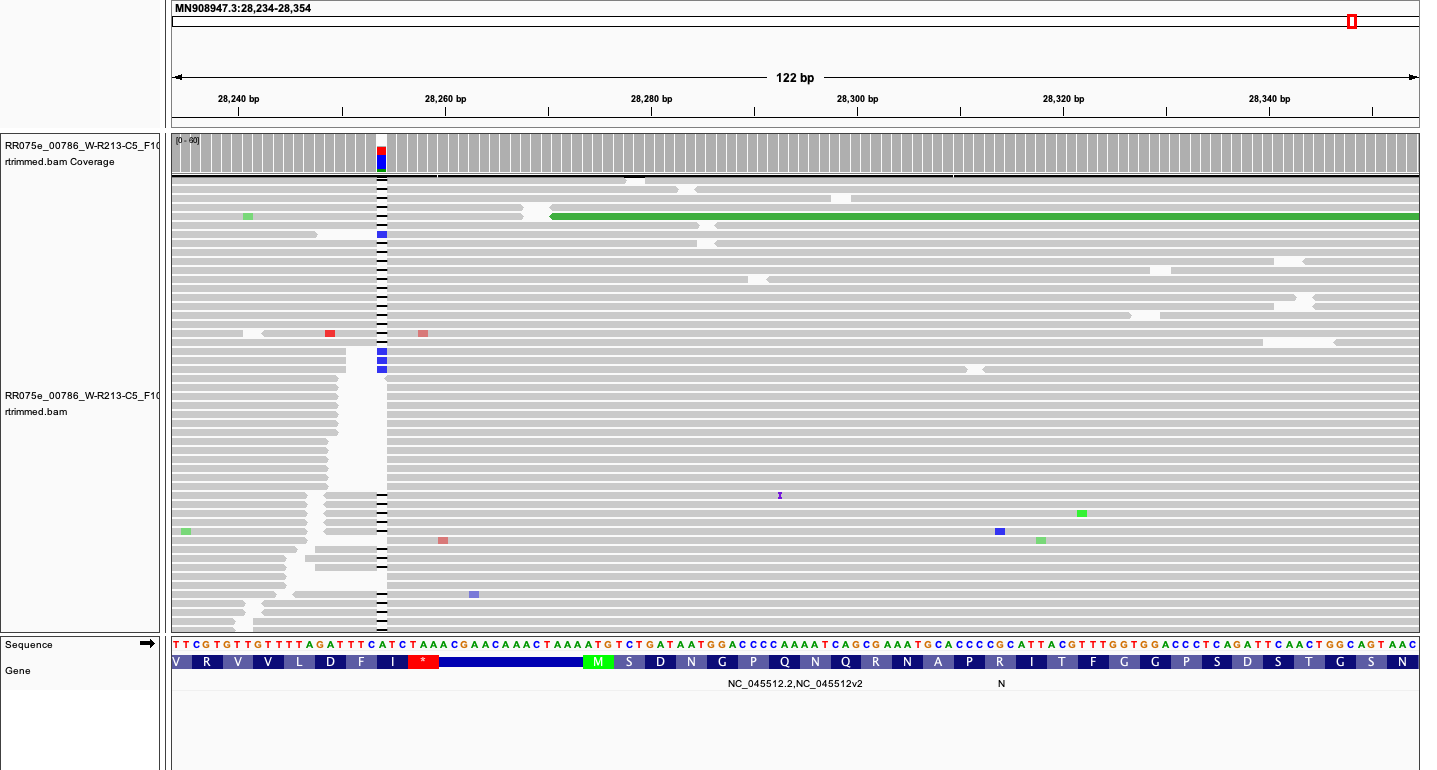 MN908947.3:28,234-28,354
122 bp
28,240 bp 28,260 bp 28,280 bp 28,300 bp 28,320 bp 28,340 bp
RR075e_00786_W-R213-C5_F10
rtrimmed.bam Coverage
[0 - 60]
RR075e_00786_W-R213-C5_F10
rtrimmed.bam
Sequence
TTCGTGTTGTTTTAGATTTCATCTAAACGAACAAACTAAAATGTCTGATAATGGACCCCAAAATCAGCGAAATGCACCCCGCATTACGTTTGGTGGACCCTCAGATTCAACTGGCAGTAAC
Gene
V R V V L D F I * M S D N G P Q N Q R N A P R I T F G G P S D S T G S N
NC_045512.2,NC_045512v2 N